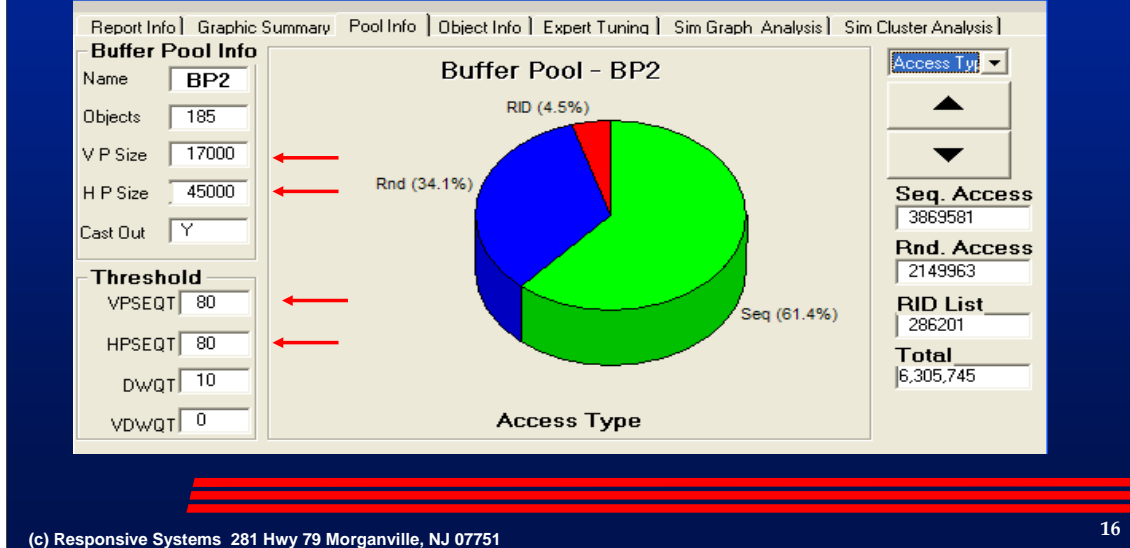 Report Info Graphic Summary Pool Info Object Info Expert Tuning Sim Graph Analysis Sim Cluster Analysis
Buffer Pool Info
Name BP2
Objects 185
V P Size 17000
H P Size 45000
Cast Out Y
Threshold
VPSEQT 80
HPSEQT 80
DWQT 10
VDWQT 0
Buffer Pool - BP2
RID (4.5%)
Rnd (34.1%)
Seq (61.4%)
Access Type
Access Typ
Seq. Access
3869581
Rnd. Access
2149963
RID List
286201
Total
6,305,745
(c) Responsive Systems 281 Hwy 79 Morganville, NJ 07751
16